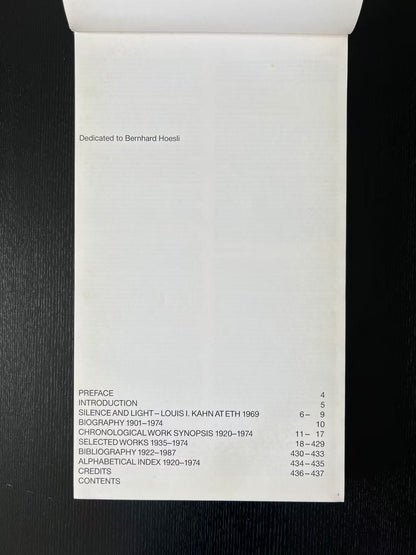 Dedicated to Bernhard Hoesli
PREFACE 4
INTRODUCTION 5
SILENCE AND LIGHT – LOUIS I. KAHN AT ETH 1969 6– 9
BIOGRAPHY 1901–1974 10
CHRONOLOGICAL WORK SYNOPSIS 1920–1974 11– 17
SELECTED WORKS 1935–1974 18–429
BIBLIOGRAPHY 1922–1987 430–433
ALPHABETICAL INDEX 1920–1974 434–435
CREDITS 436–437
CONTENTS